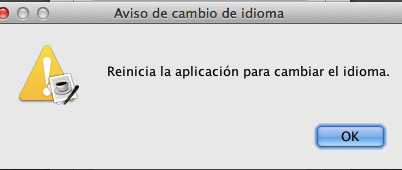 Aviso de cambio de idioma
Reinicia la aplicación para cambiar el idioma.
OK